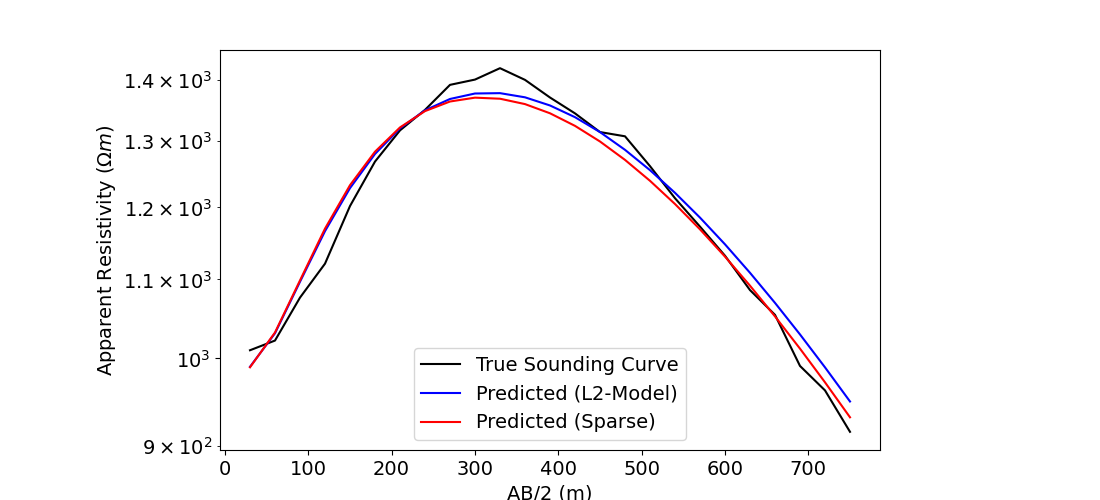 Apparent Resistivity (Ωm)
1.4 × 10³
1.3 × 10³
1.2 × 10³
1.1 × 10³
10³
9 × 10²
True Sounding Curve
Predicted (L2-Model)
Predicted (Sparse)
0 100 200 300 400 500 600 700
AB/2 (m)